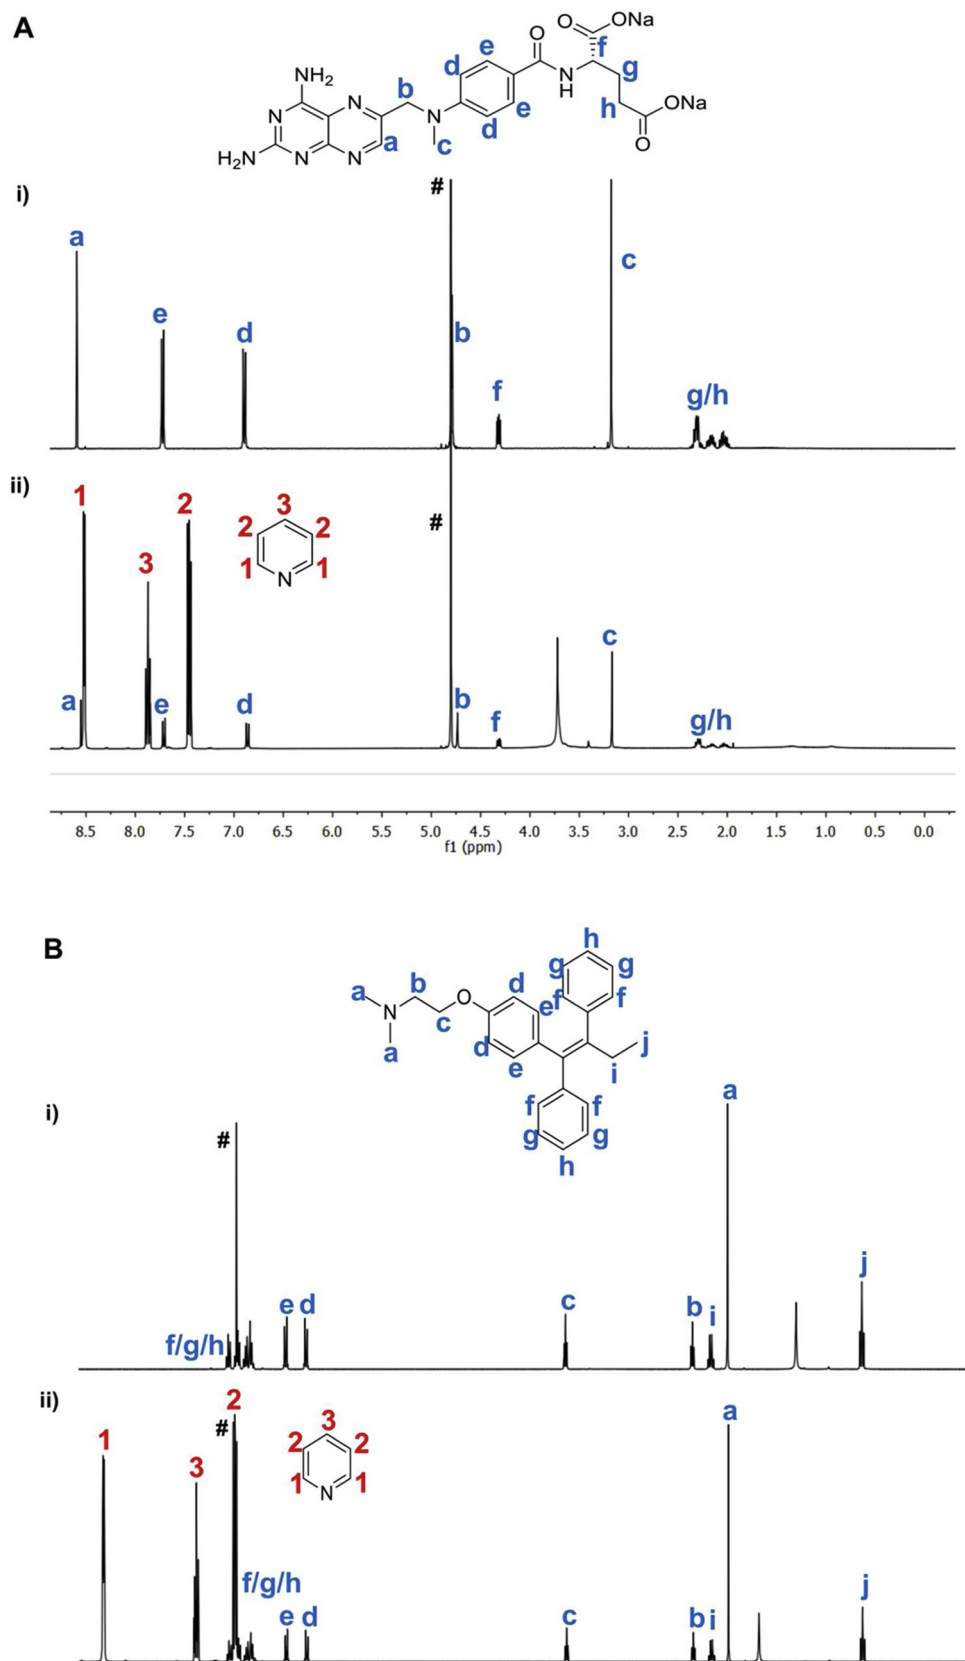 A
O
ONa
f
O
e
d
g
N
H
b
NH2
N
N
h
ONa
N
e
d
O
a
c
H2N
N
N
i)
#
a
c
e
d
b
f
g/h
ii)
1
2
3
2
2
1
1
N
#
3
c
a
e
d
b
f
g/h
8.5 8.0 7.5 7.0 6.5 6.0 5.5 5.0 4.5 4.0 3.5 3.0 2.5 2.0 1.5 1.0 0.5 0.0
f1 (ppm)
B
h
g
g
a
b
O
d
e
f
f
N
c
a
d
e
j
i
f
f
g
g
h
i)
#
a
j
f/g/h
e
d
c
b
i
ii)
1
2
#
3
3
2
2
1
1
N
a
f/g/h
e
d
c
b
i
j